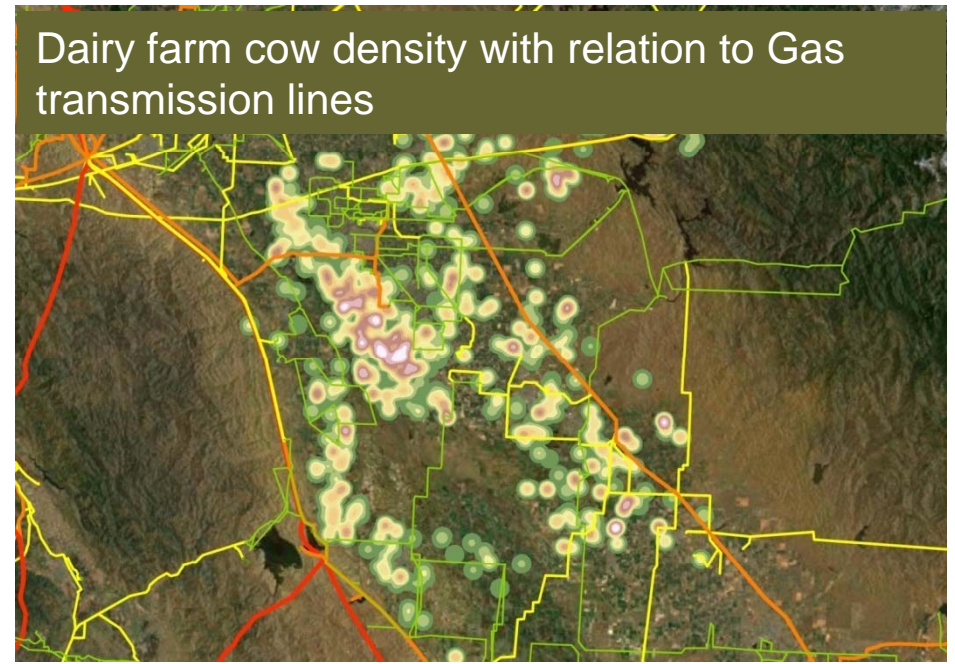 Dairy farm cow density with relation to Gas
transmission lines